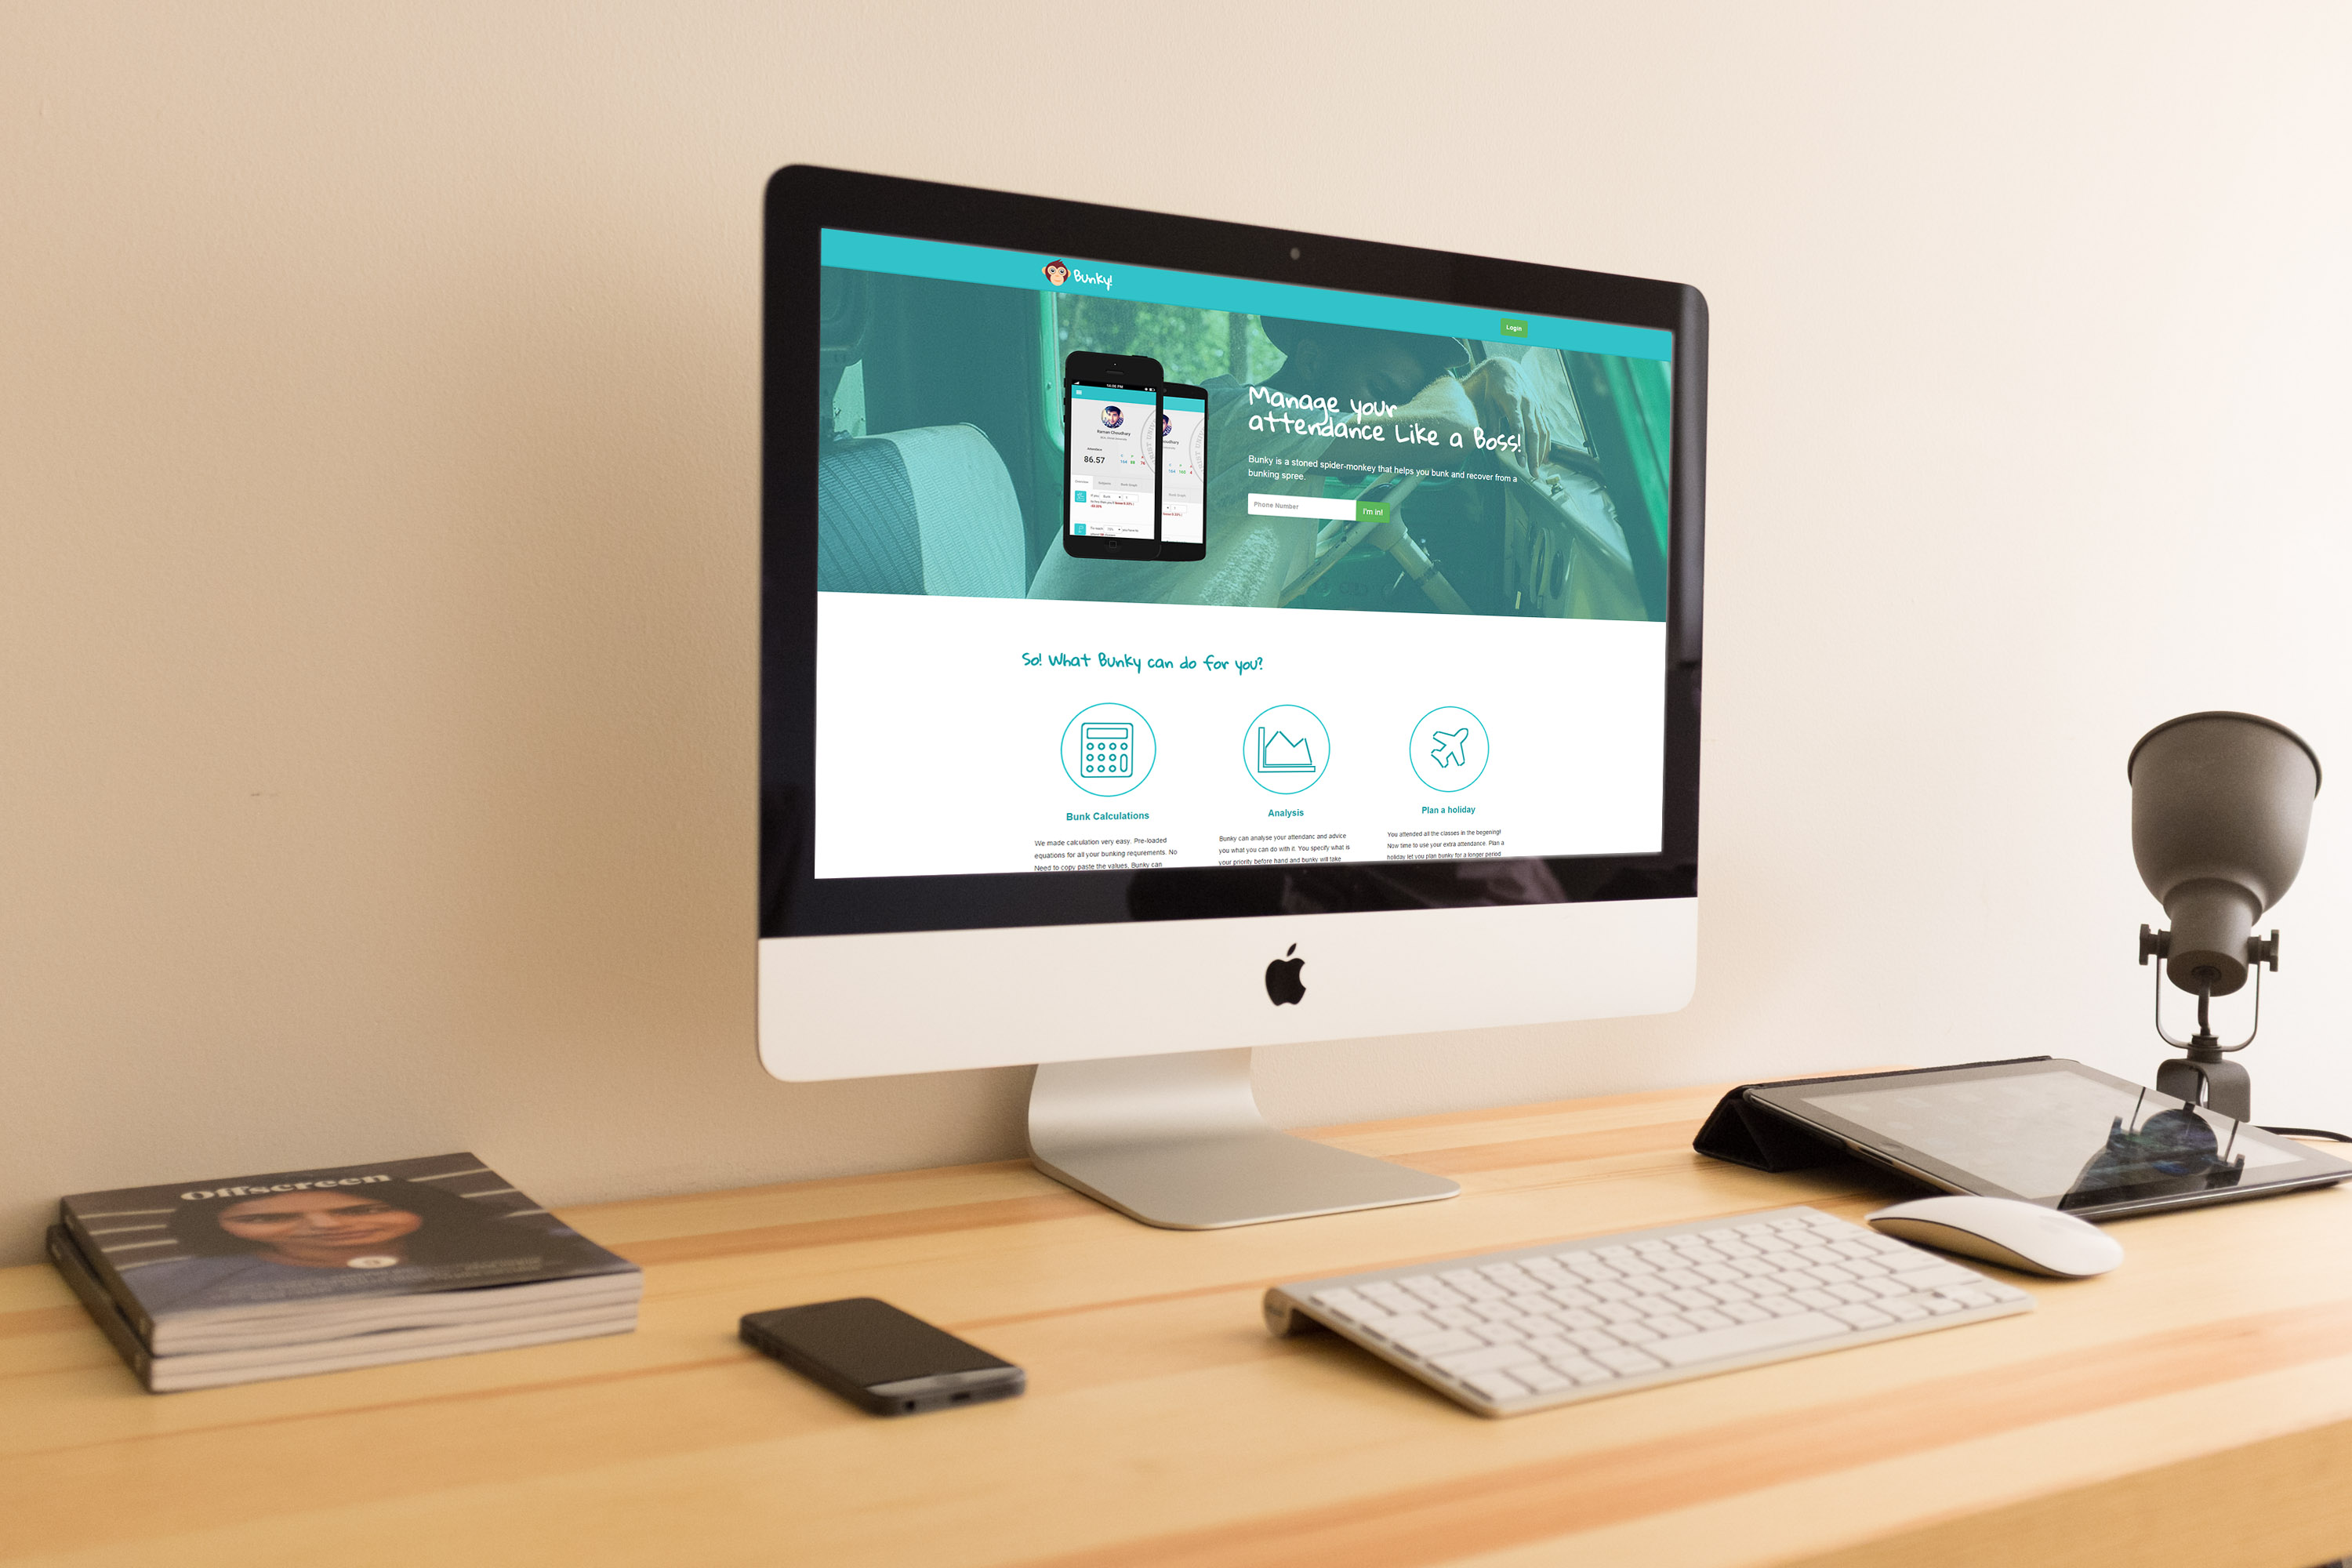 Bunky!
Login
Manage your
attendance Like a Boss!
Bunky is a stoned spider-monkey that helps you bunk and recover from a
bunking spree.
Phone Number
I'm in!
10:00 PM
86.57
So! What Bunky can do for you?
Bunk Calculations
We made calculation very easy. Pre-loaded
equations for all your bunking requrements. No
Need to copy paste the values. Bunky can
Analysis
Bunky can analyse your attendanc and advice
you what you can do with it. You specify what is
your priority before hand and bunky will take
Plan a holiday
You attended all the classes in the begening!
Now time to use your extra attendance. Plan a
holiday let you plan bunky for a longer period
Offscreen